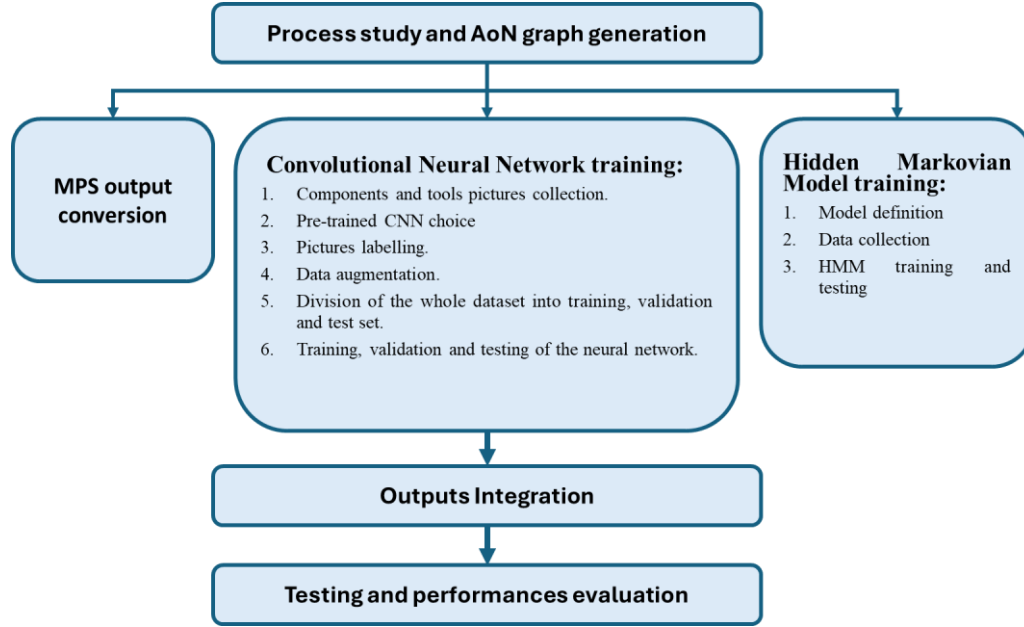 Process study and AoN graph generation
MPS output
conversion
Convolutional Neural Network training:
1. Components and tools pictures collection.
2. Pre-trained CNN choice
3. Pictures labelling.
4. Data augmentation.
5. Division of the whole dataset into training, validation
and test set.
6. Training, validation and testing of the neural network.
Hidden Markovian
Model training:
1. Model definition
2. Data collection
3. HMM training and
testing
Outputs Integration
Testing and performances evaluation